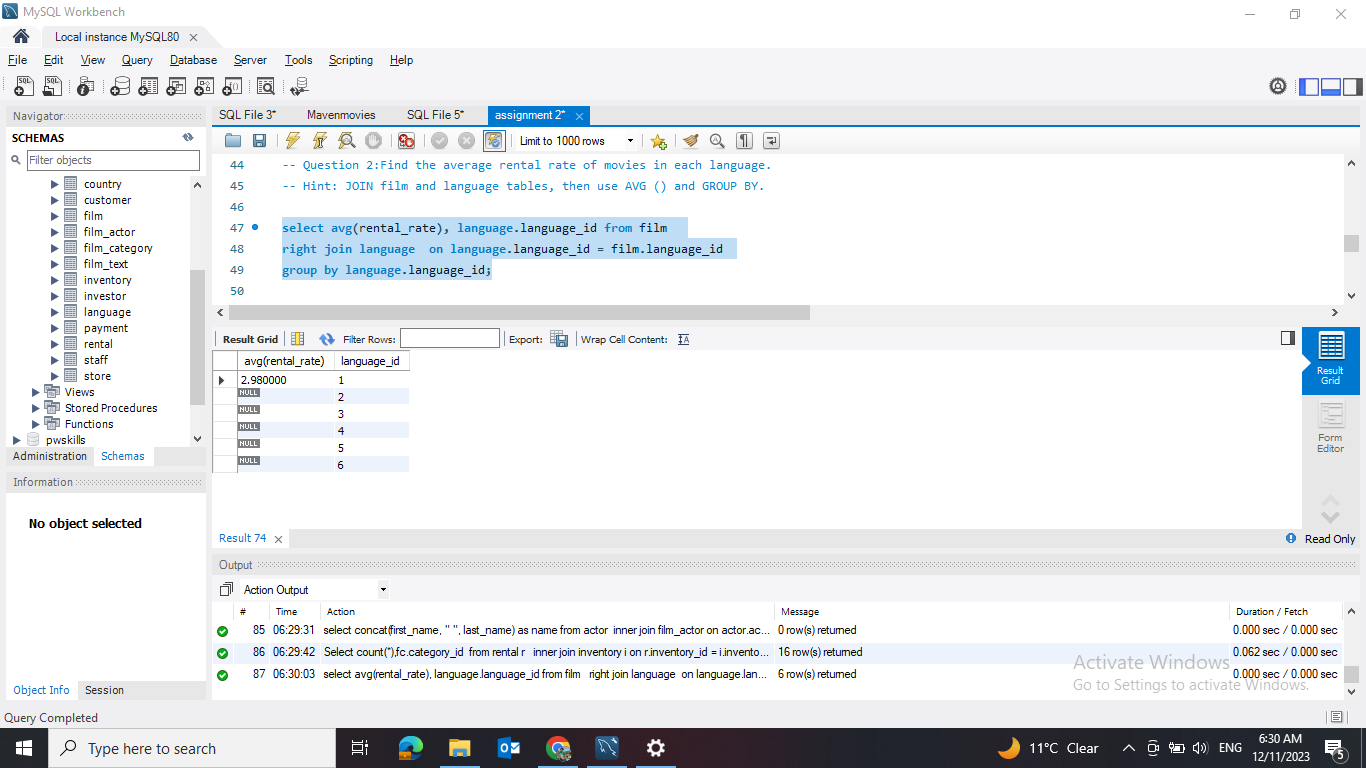 MySQL Workbench
Local instance MySQL80
File Edit View Query Database Server Tools Scripting Help
Navigator
SCHEMAS
Filter objects
country
customer
film
film_actor
film_category
film_text
inventory
investor
language
payment
rental
staff
store
Views
Stored Procedures
Functions
pwskills
Administration Schemas
Information
No object selected
Object Info Session
SQL File 3* Mavenmovies SQL File 5* assignment 2*
Limit to 1000 rows
44 -- Question 2:Find the average rental rate of movies in each language.
45 -- Hint: JOIN film and language tables, then use AVG () and GROUP BY.
46
47 select avg(rental_rate), language.language_id from film
48 right join language  on language.language_id = film.language_id
49 group by language.language_id;
50
Result Grid Filter Rows: Export: Wrap Cell Content:
avg(rental_rate) language_id
2.980000 1
NULL 2
NULL 3
NULL 4
NULL 5
NULL 6
Result Grid
Form Editor
Result 74
Read Only
Output
Action Output
# Time Action Message Duration / Fetch
85 06:29:31 select concat(first_name, " ", last_name) as name from actor  inner join film_actor on actor.ac... 0 row(s) returned 0.000 sec / 0.000 sec
86 06:29:42 Select count(*),fc.category_id  from rental r   inner join inventory i on r.inventory_id = i.invento... 16 row(s) returned 0.062 sec / 0.000 sec
87 06:30:03 select avg(rental_rate), language.language_id from film   right join language  on language.lan... 6 row(s) returned 0.000 sec / 0.000 sec
Activate Windows
Go to Settings to activate Windows.
Query Completed
Type here to search
11°C Clear
ENG
6:30 AM
12/11/2023
5